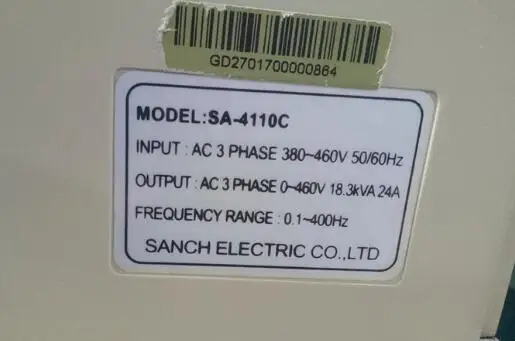 GD2701700000864
MODEL:SA-4110C
INPUT : AC 3 PHASE 380~460V 50/60Hz
OUTPUT : AC 3 PHASE 0~460V 18.3kVA 24A
FREQUENCY RANGE : 0.1~400Hz
SANCH ELECTRIC CO.,LTD